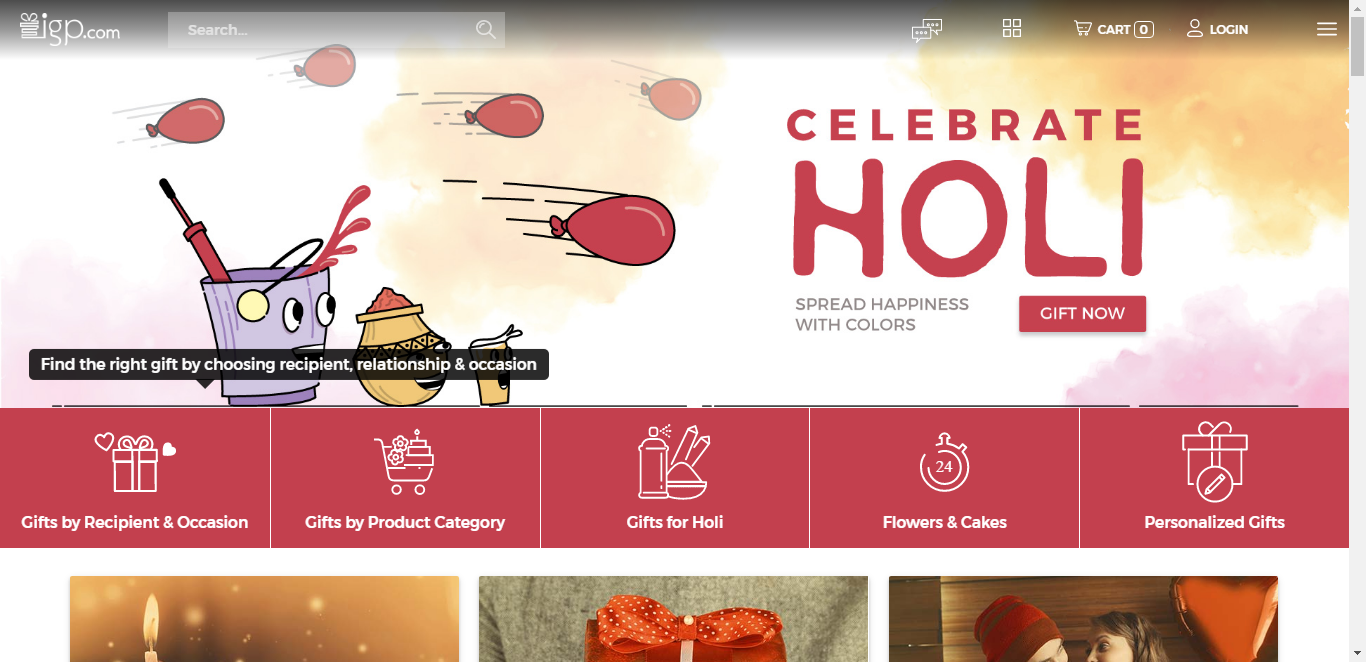 igp.com
Search...
CART 0
LOGIN
CELEBRATE
HOLI
SPREAD HAPPINESS
WITH COLORS
GIFT NOW
Find the right gift by choosing recipient, relationship & occasion
24
Gifts by Recipient & Occasion
Gifts by Product Category
Gifts for Holi
Flowers & Cakes
Personalized Gifts